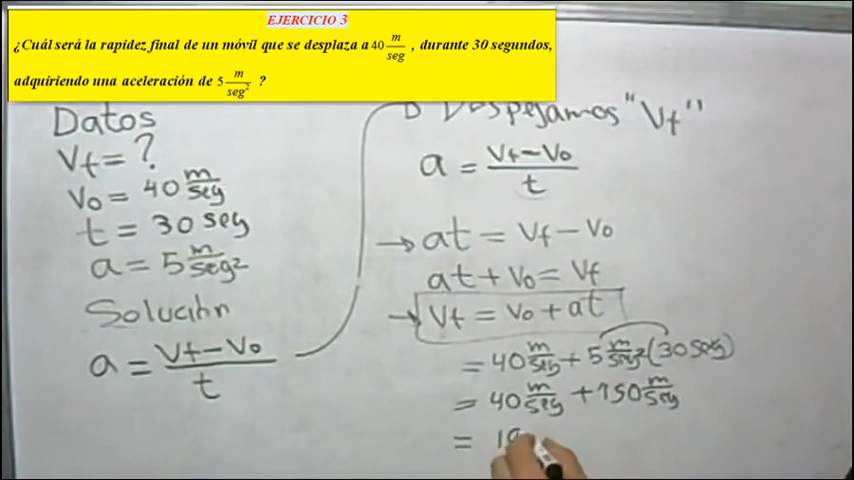 EJERCICIO 3
¿Cuál será la rapidez final de un móvil que se desplaza a 40 m/seg , durante 30 segundos,
adquiriendo una aceleración de 5 m/seg² ?
Datos
Vf = ?
Vo = 40 m/seg
t = 30 seg
a = 5 m/seg²
Solución
a = Vf - Vo / t
Despejamos "Vf"
a = Vf - Vo / t
→ at = Vf - Vo
at + Vo = Vf
→ Vf = Vo + at
= 40 m/seg + 5 m/seg² (30 seg)
= 40 m/seg + 150 m/seg
= 19